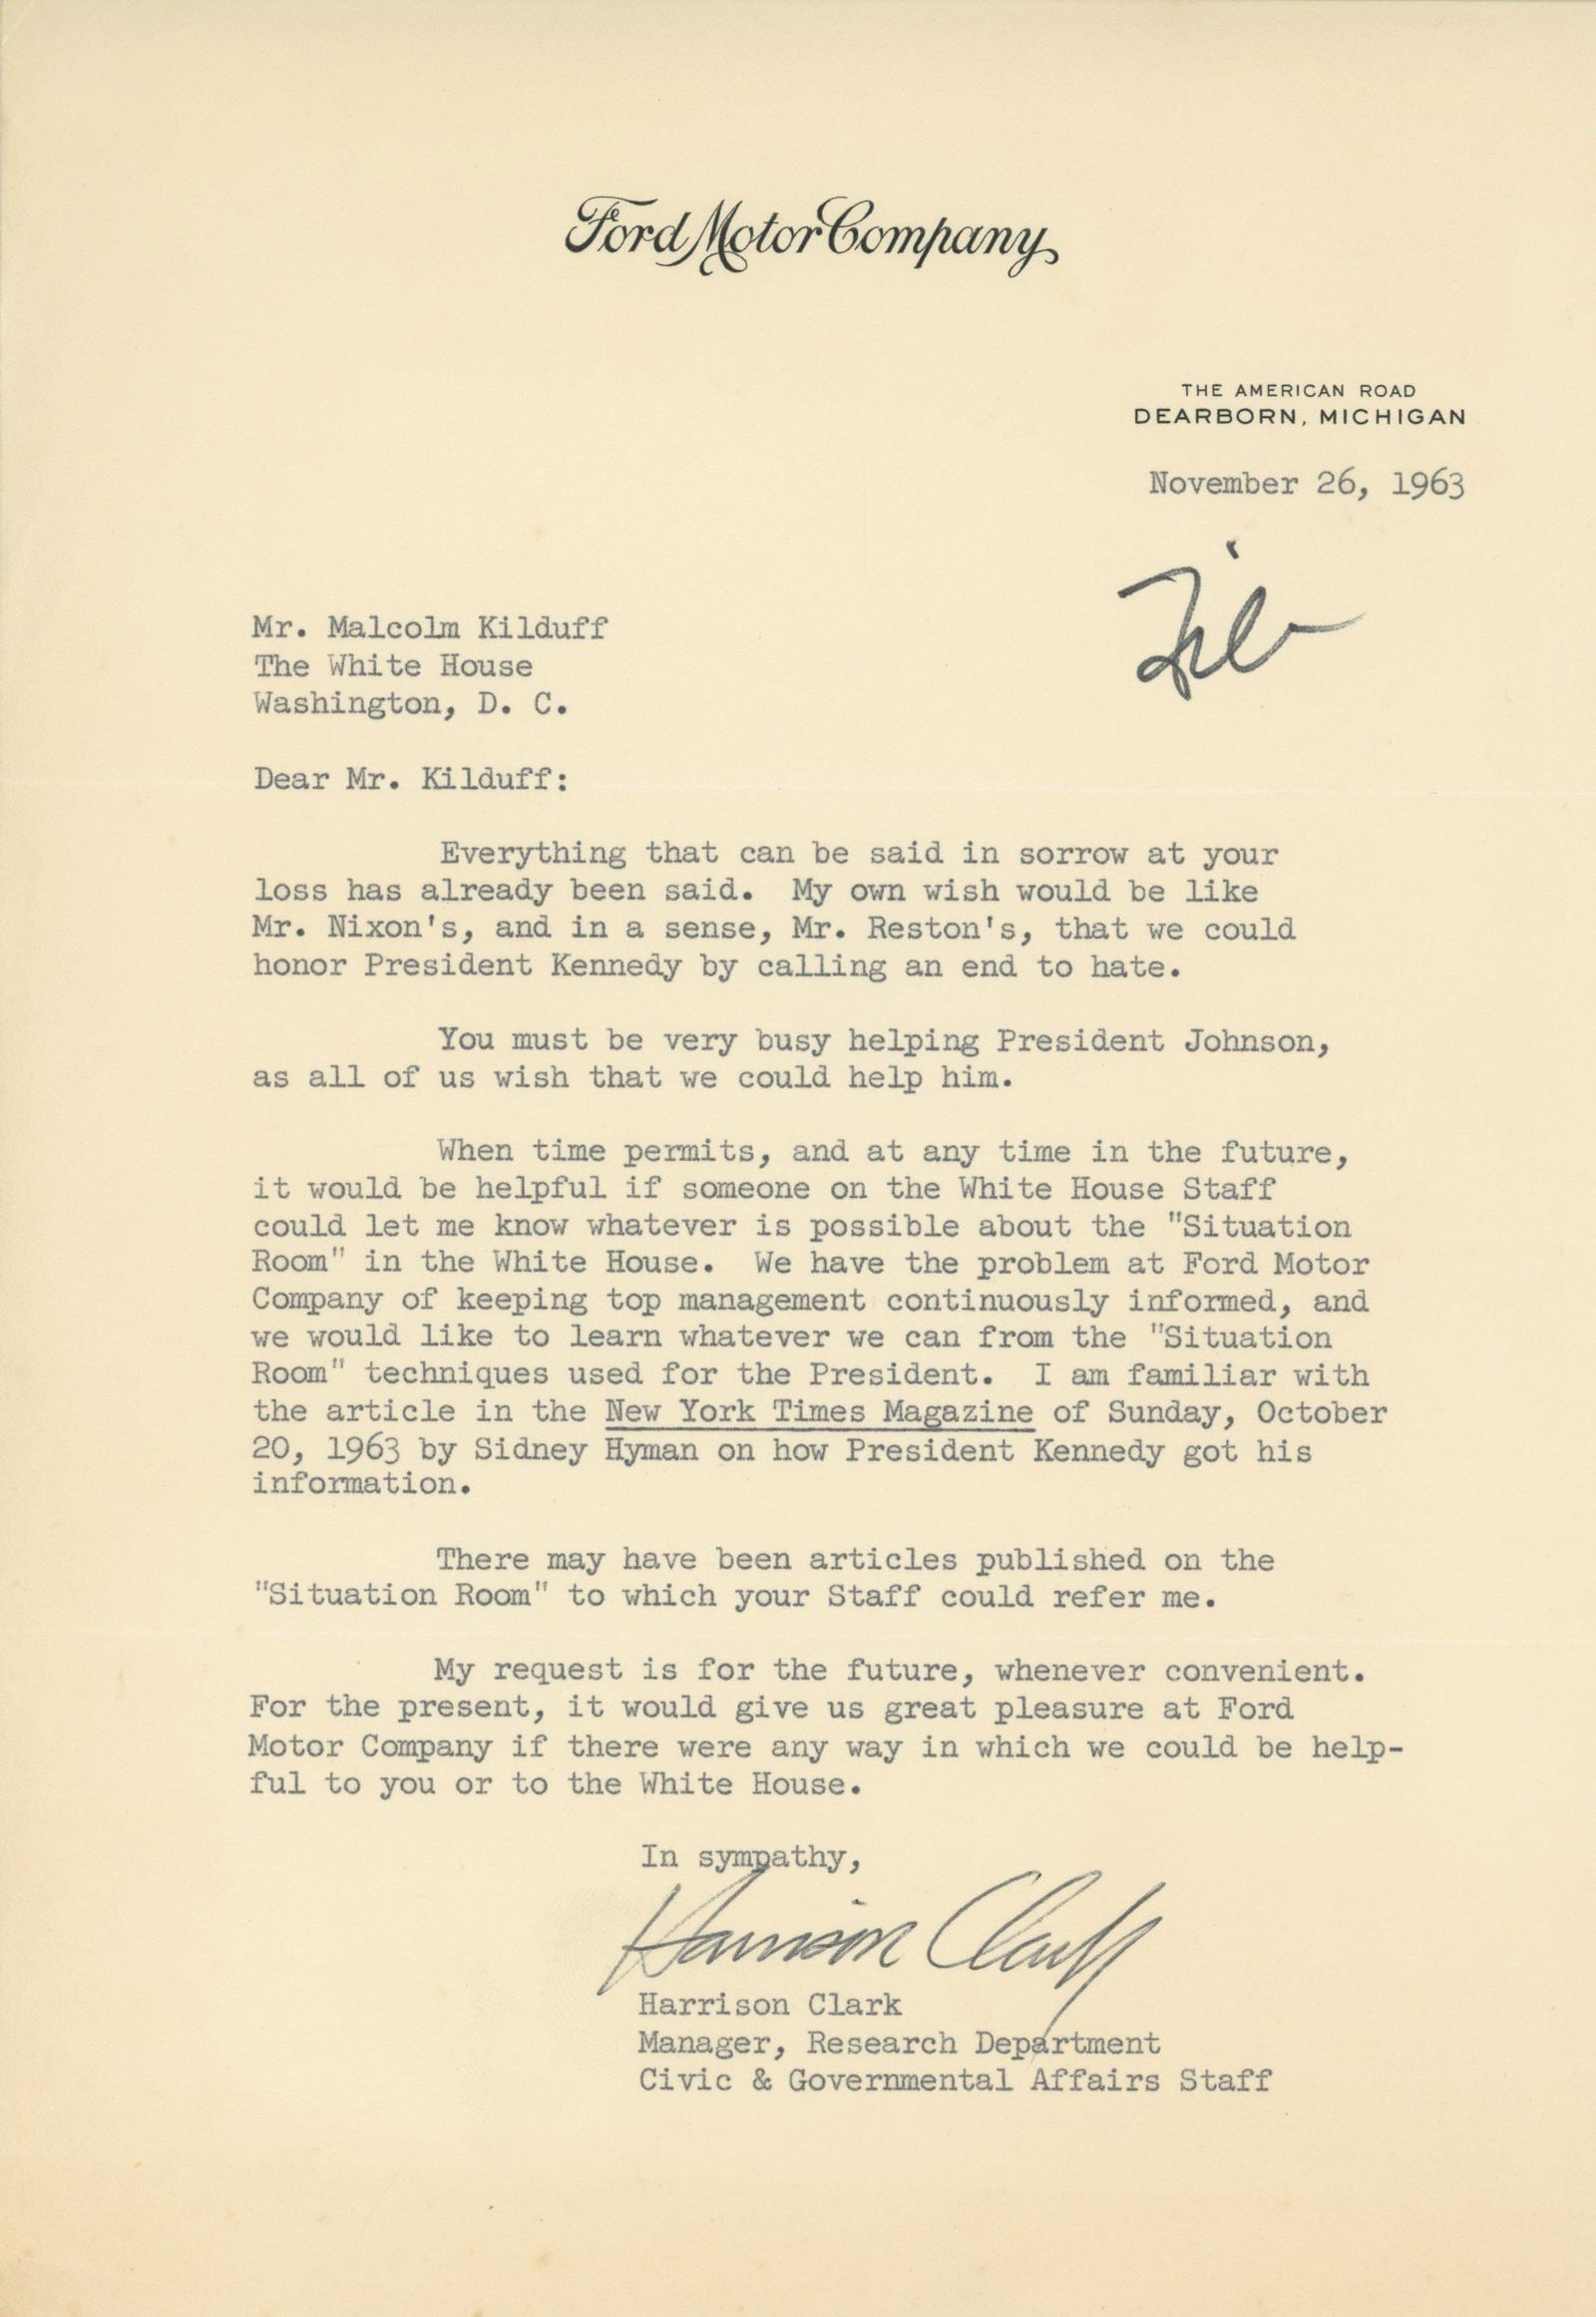 Ford Motor Company
THE AMERICAN ROAD
DEARBORN, MICHIGAN
November 26, 1963
File
Mr. Malcolm Kilduff
The White House
Washington, D. C.
Dear Mr. Kilduff:
Everything that can be said in sorrow at your
loss has already been said. My own wish would be like
Mr. Nixon's, and in a sense, Mr. Reston's, that we could
honor President Kennedy by calling an end to hate.
You must be very busy helping President Johnson,
as all of us wish that we could help him.
When time permits, and at any time in the future,
it would be helpful if someone on the White House Staff
could let me know whatever is possible about the "Situation
Room" in the White House. We have the problem at Ford Motor
Company of keeping top management continuously informed, and
we would like to learn whatever we can from the "Situation
Room" techniques used for the President. I am familiar with
the article in the New York Times Magazine of Sunday, October
20, 1963 by Sidney Hyman on how President Kennedy got his
information.
There may have been articles published on the
"Situation Room" to which your Staff could refer me.
My request is for the future, whenever convenient.
For the present, it would give us great pleasure at Ford
Motor Company if there were any way in which we could be help-
ful to you or to the White House.
In sympathy,
Harrison Clark
Harrison Clark
Manager, Research Department
Civic & Governmental Affairs Staff